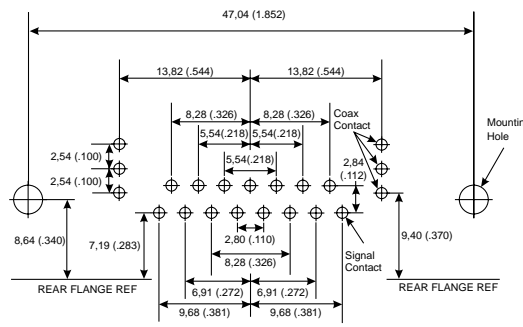 47,04 (1.852)
13,82 (.544)
13,82 (.544)
8,28 (.326)
8,28 (.326)
Coax
Contact
Mountin
Hole
5,54(.218)
5,54(.218)
2,54 (.100)
5,54(.218)
2,84
(.112)
2,54 (.100)
8,64 (.340)
7,19 (.283)
2,80 (.110)
9,40 (.370)
8,28 (.326)
Signal
Contact
REAR FLANGE REF
6,91 (.272)
6,91 (.272)
REAR FLANGE REF
9,68 (.381)
9,68 (.381)